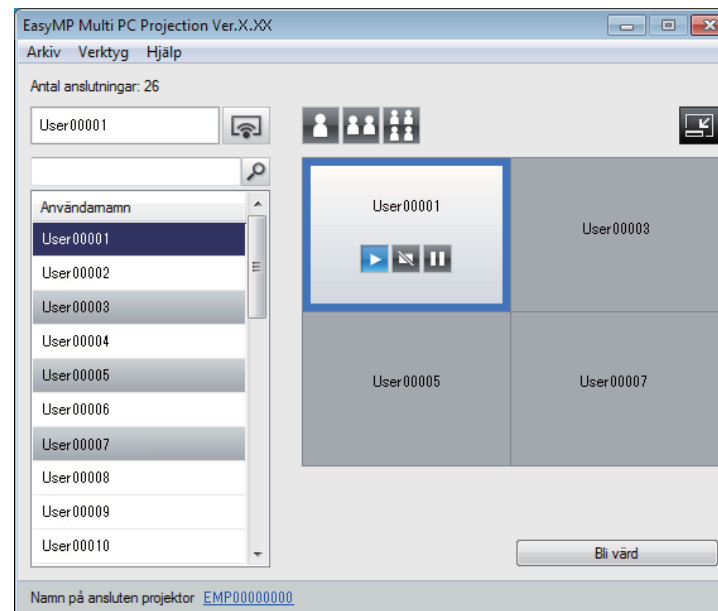 EasyMP Multi PC Projection Ver.X.XX
Arkiv Verktyg Hjälp
Antal anslutningar: 26
User00001
Användarnamn
User00001
User00002
User00003
User00004
User00005
User00006
User00007
User00008
User00009
User00010
User00001
User00003
User00005
User00007
Bli värd
Namn på ansluten projektor EMP00000000